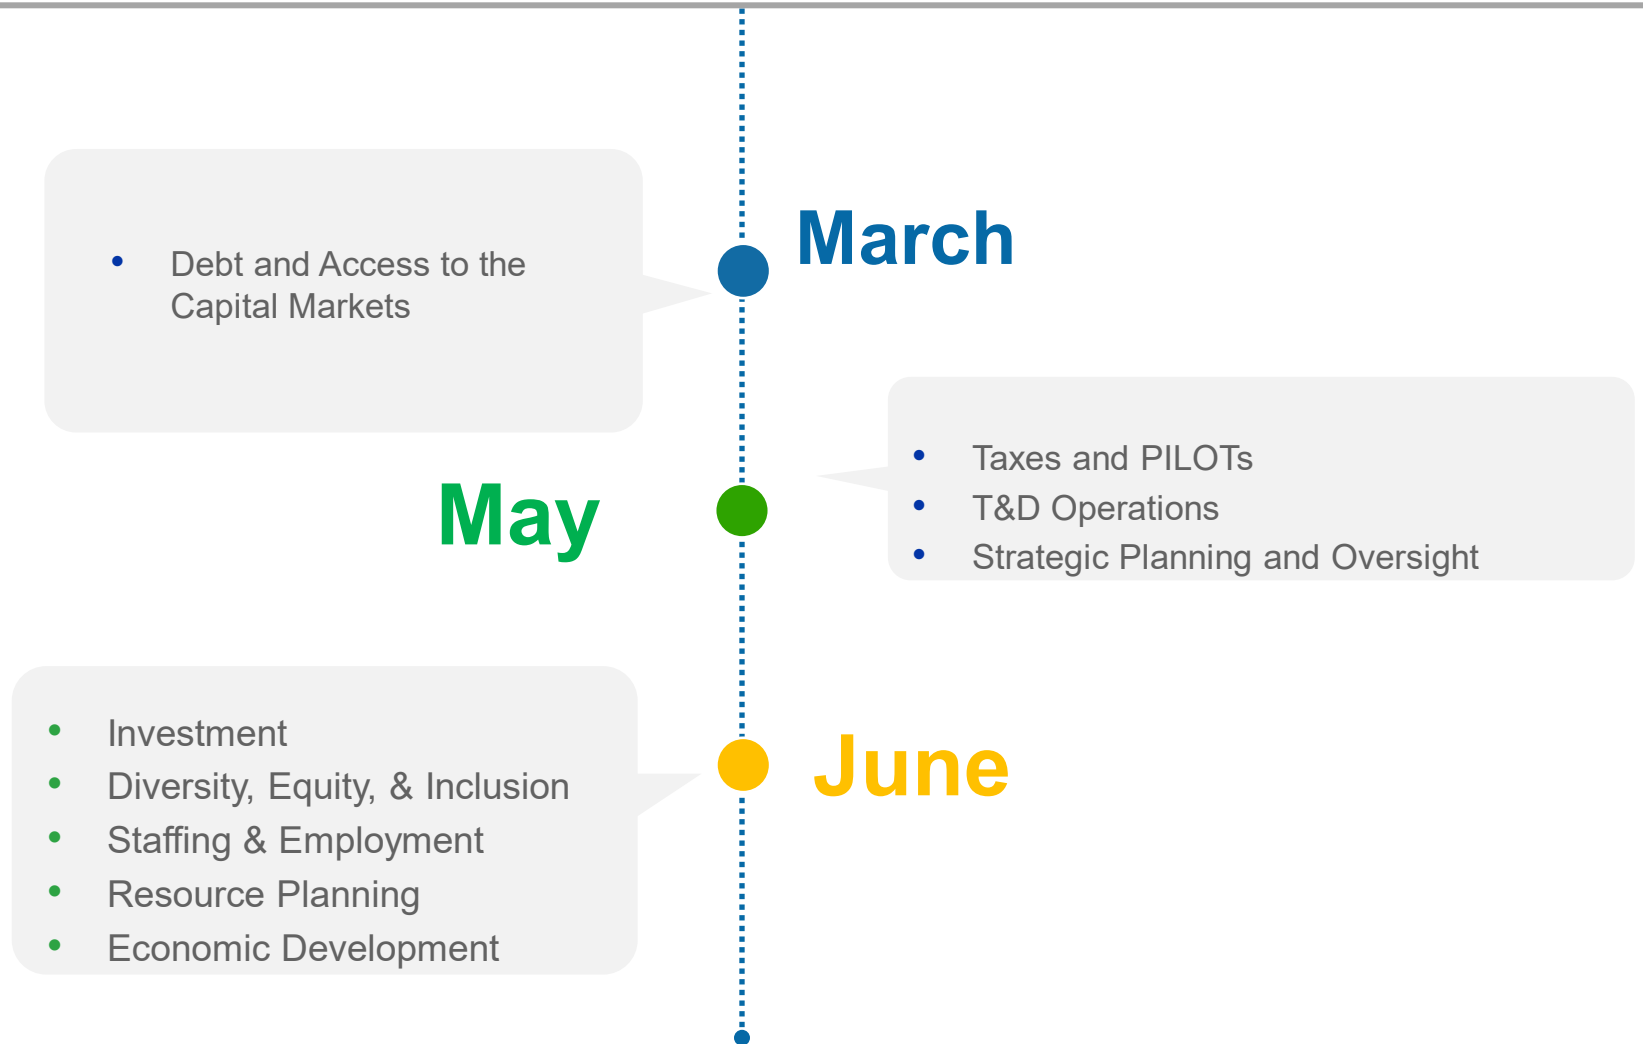 March
• Debt and Access to the
Capital Markets
May
• Taxes and PILOTs
• T&D Operations
• Strategic Planning and Oversight
June
• Investment
• Diversity, Equity, & Inclusion
• Staffing & Employment
• Resource Planning
• Economic Development